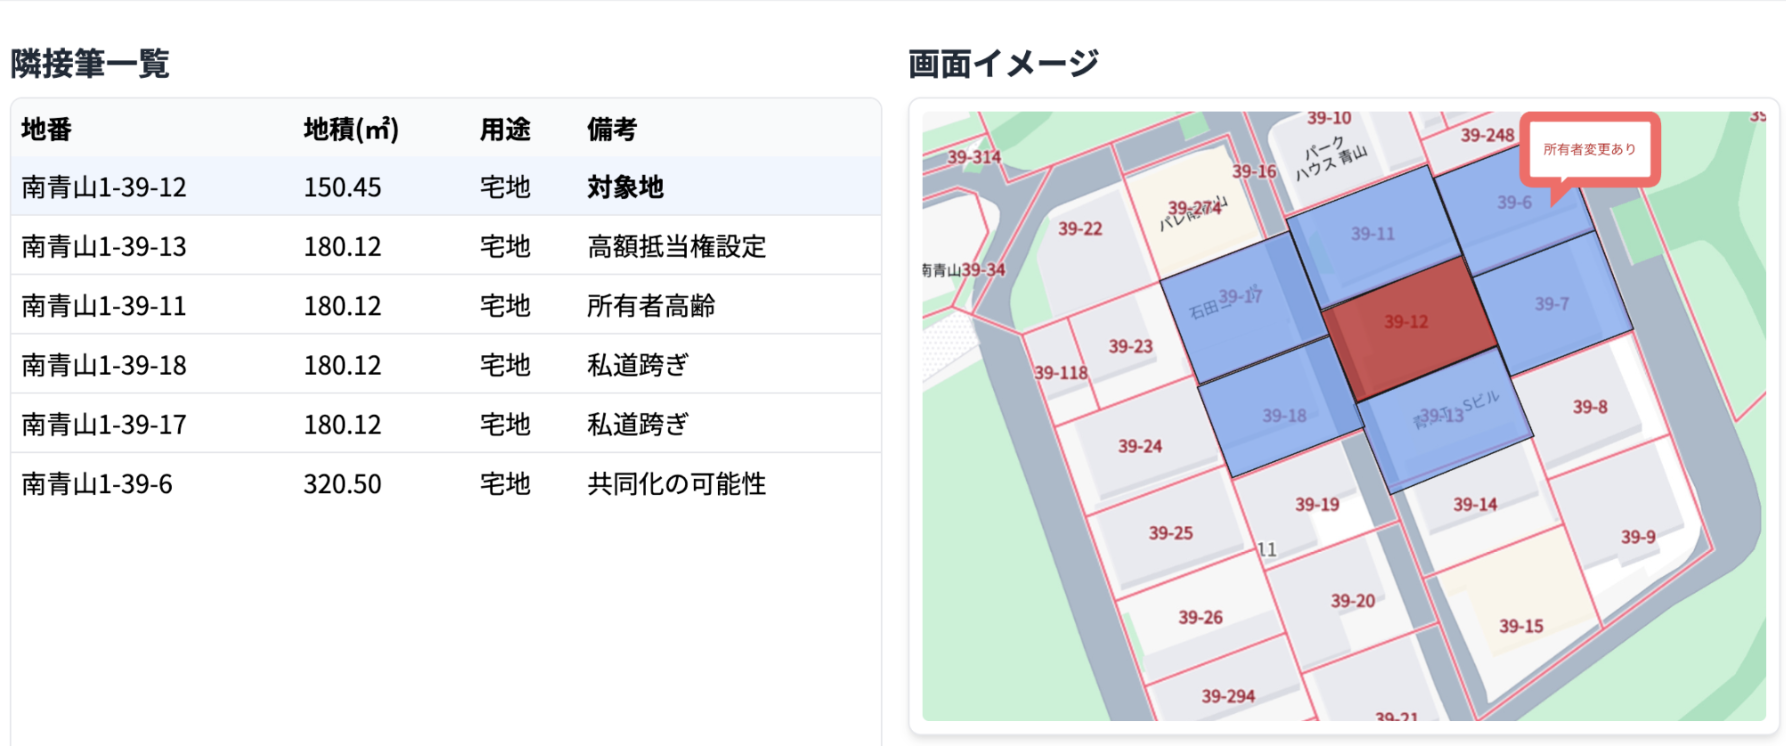 隣接筆一覧
地番 地積(㎡) 用途 備考
南青山1-39-12 150.45 宅地 対象地
南青山1-39-13 180.12 宅地 高額抵当権設定
南青山1-39-11 180.12 宅地 所有者高齢
南青山1-39-18 180.12 宅地 私道跨ぎ
南青山1-39-17 180.12 宅地 私道跨ぎ
南青山1-39-6 320.50 宅地 共同化の可能性
画面イメージ
39-10
39-248
所有者変更あり
39-314
39-16
パーク
ハウス 青山
39-274
39-22
39-6
39-11
南青山39-34
39-17
石田
39-7
39-12
39-23
39-118
39-18
39-13
Sビル
39-8
39-24
39-19
39-14
39-25
11
39-9
39-20
39-26
39-15
39-294
39-21